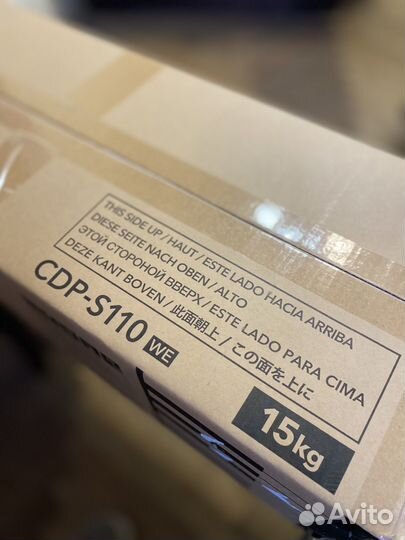 THIS SIDE UP / HAUT / ESTE LADO HACIA ARRIBA
DIESE SEITE NACH OBEN / ALTO
ЭТОЙ СТОРОНОЙ ВВЕРХ / ESTE LADO PARA CIMA
DEZE KANT BOVEN / 此面朝上 / この面を上に
CDP-S110 WE
15kg
Avito